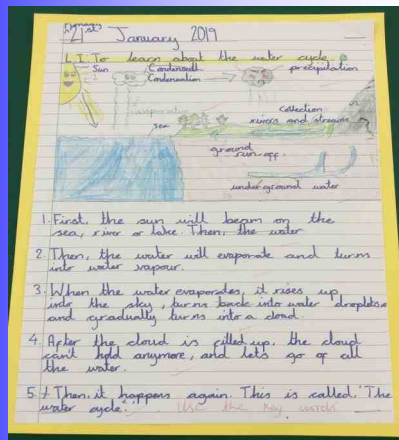 21st January 2019
L.I. To learn about the water cycle.
Sun
Condensation
precipitation
Evaporation
collection
rivers and streams
sea
ground
run-off
underground water
1. First, the sun will beam on the
sea, river or lake. Then, the water
2. Then, the water will evaporate and turns
into water vapour.
3. When the water evaporates, it rises up
into the sky, turns back into water droplets
and gradually turns into a cloud.
4. After the cloud is filled up, the cloud
can't hold anymore, and lets go of all
the water.
5. Then, it happens again. This is called 'The
water cycle'. Use the key words